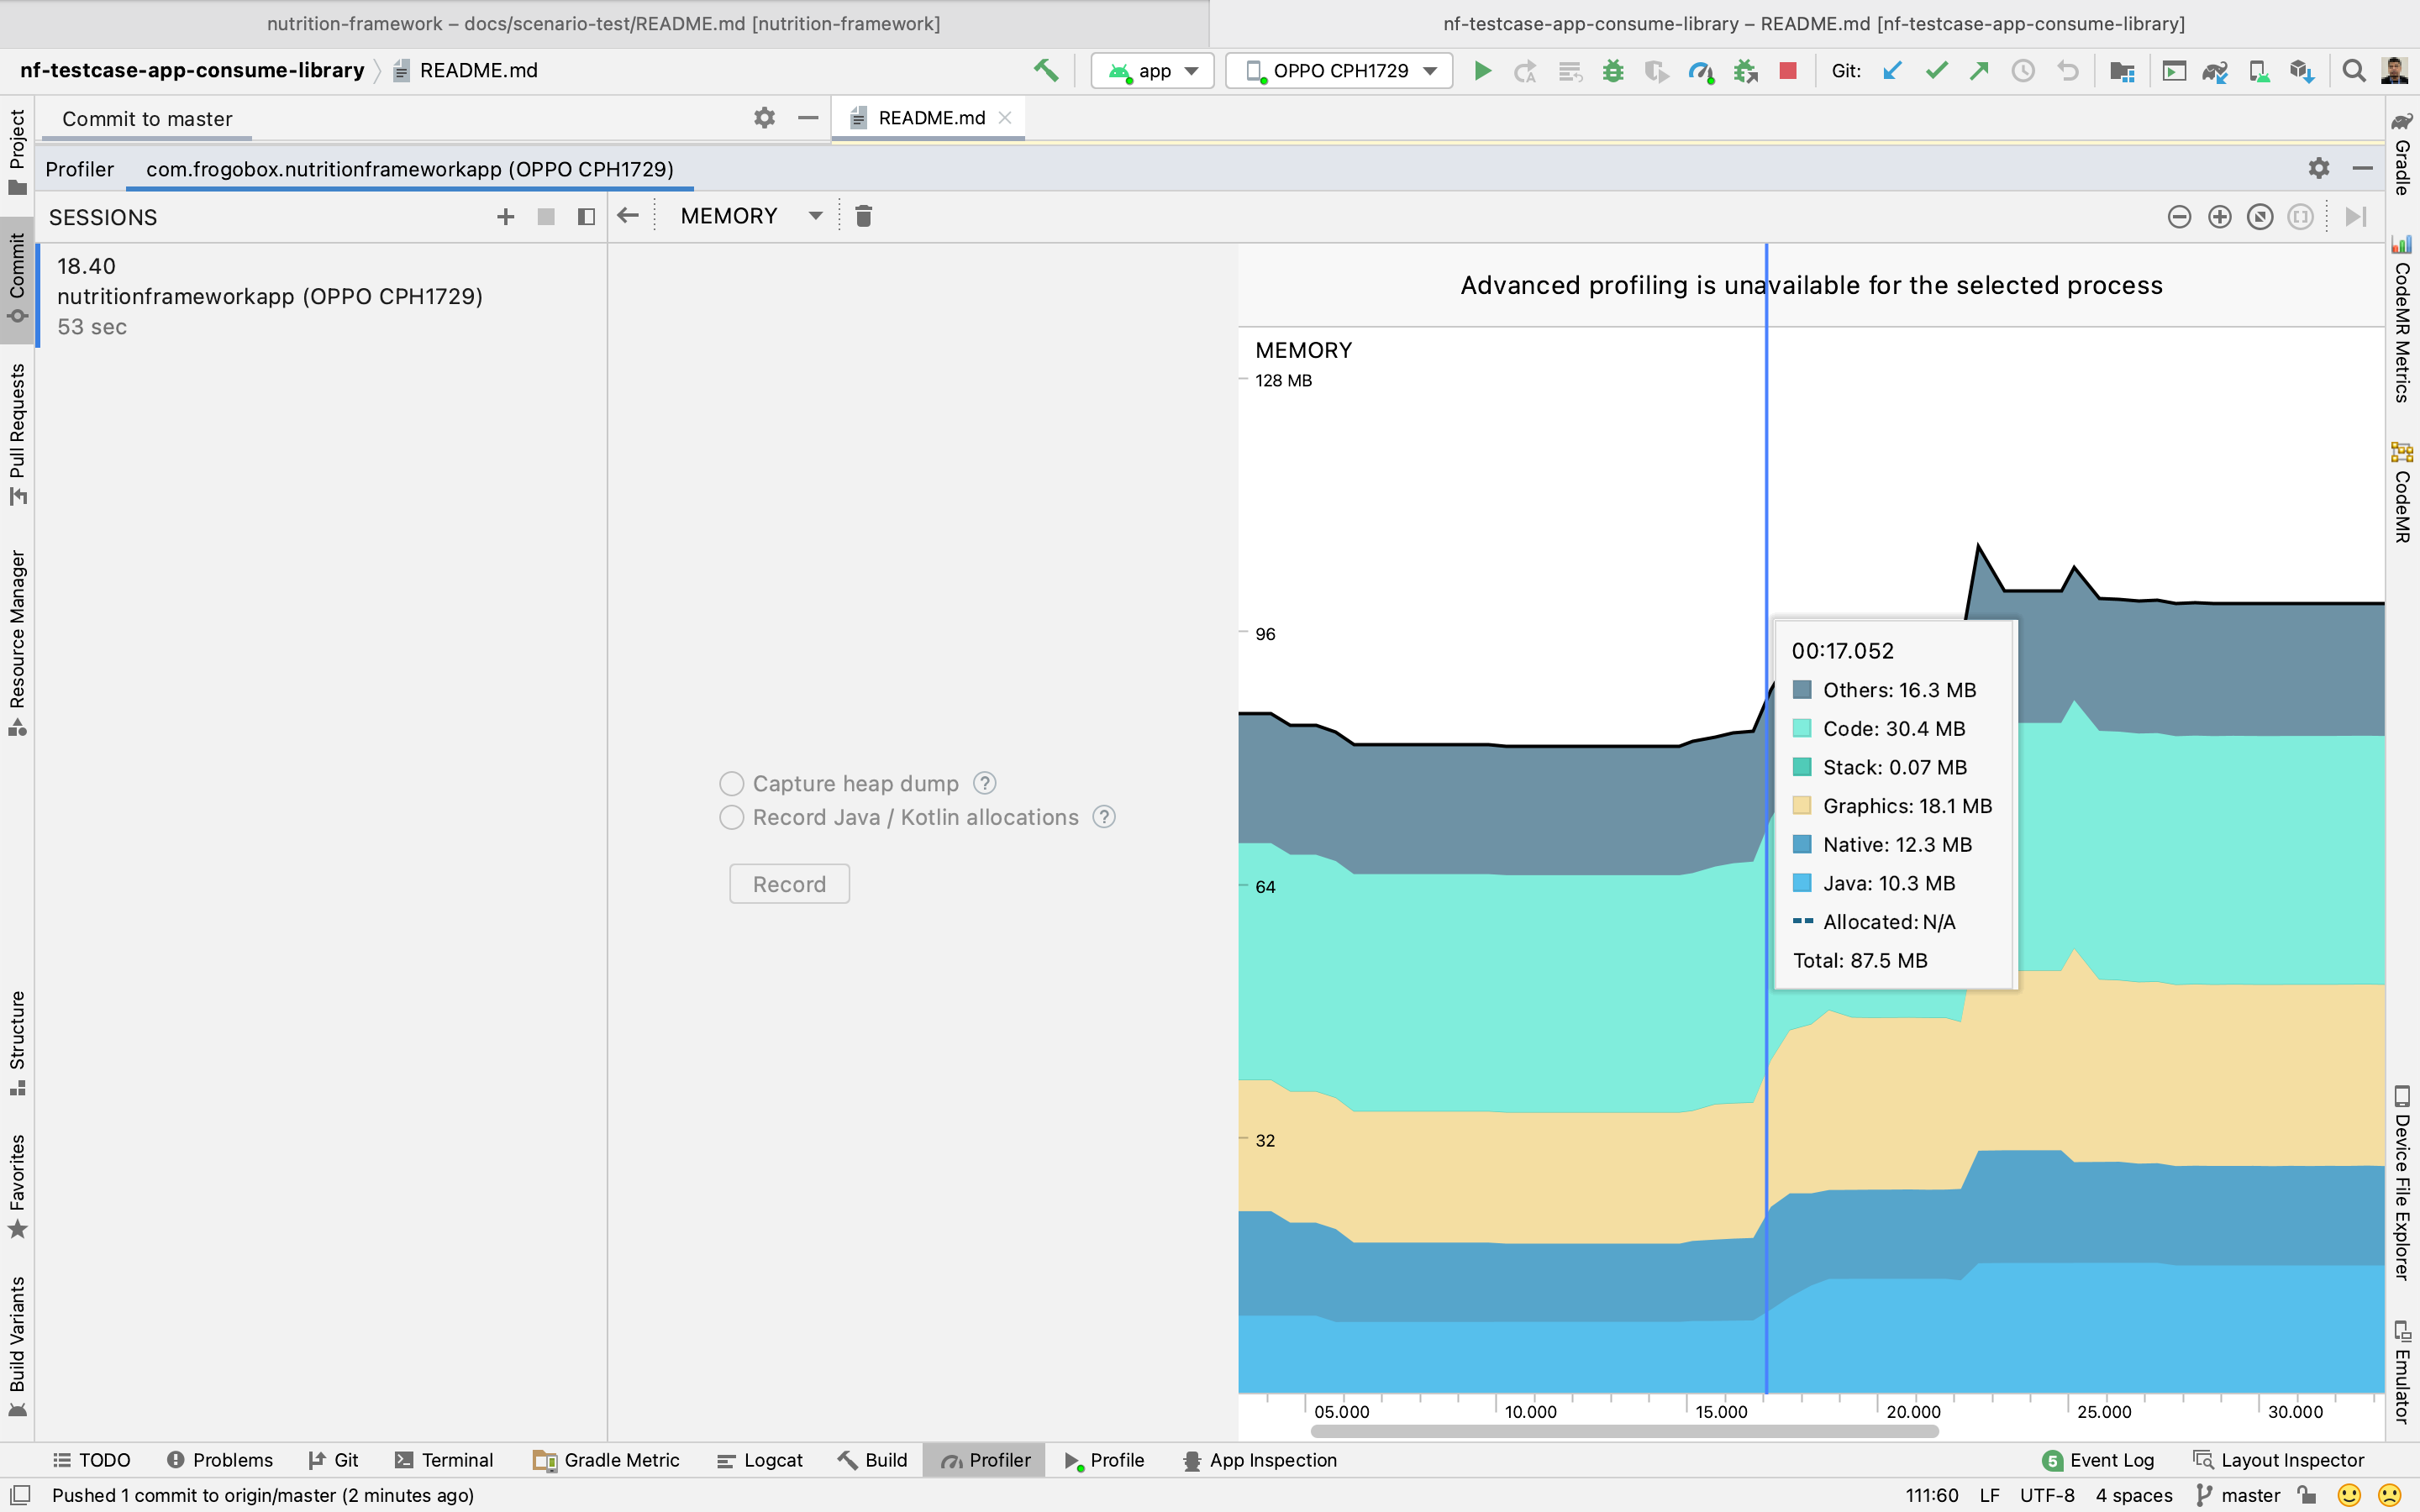 nutrition-framework – docs/scenario-test/README.md [nutrition-framework]
nf-testcase-app-consume-library – README.md [nf-testcase-app-consume-library]
nf-testcase-app-consume-library
README.md
app
OPPO CPH1729
Git:
Commit to master
README.md
Profiler
com.frogobox.nutritionframeworkapp (OPPO CPH1729)
SESSIONS
MEMORY
18.40
nutritionframeworkapp (OPPO CPH1729)
53 sec
Project
Commit
Pull Requests
Resource Manager
Structure
Favorites
Build Variants
Capture heap dump ?
Record Java / Kotlin allocations ?
Record
Advanced profiling is unavailable for the selected process
MEMORY
128 MB
96
64
32
00:17.052
Others: 16.3 MB
Code: 30.4 MB
Stack: 0.07 MB
Graphics: 18.1 MB
Native: 12.3 MB
Java: 10.3 MB
Allocated: N/A
Total: 87.5 MB
05.000
10.000
15.000
20.000
25.000
30.000
Gradle
CodeMR Metrics
CodeMR
Device File Explorer
Emulator
TODO
Problems
Git
Terminal
Gradle Metric
Logcat
Build
Profiler
Profile
App Inspection
5 Event Log
Layout Inspector
Pushed 1 commit to origin/master (2 minutes ago)
111:60
LF
UTF-8
4 spaces
master